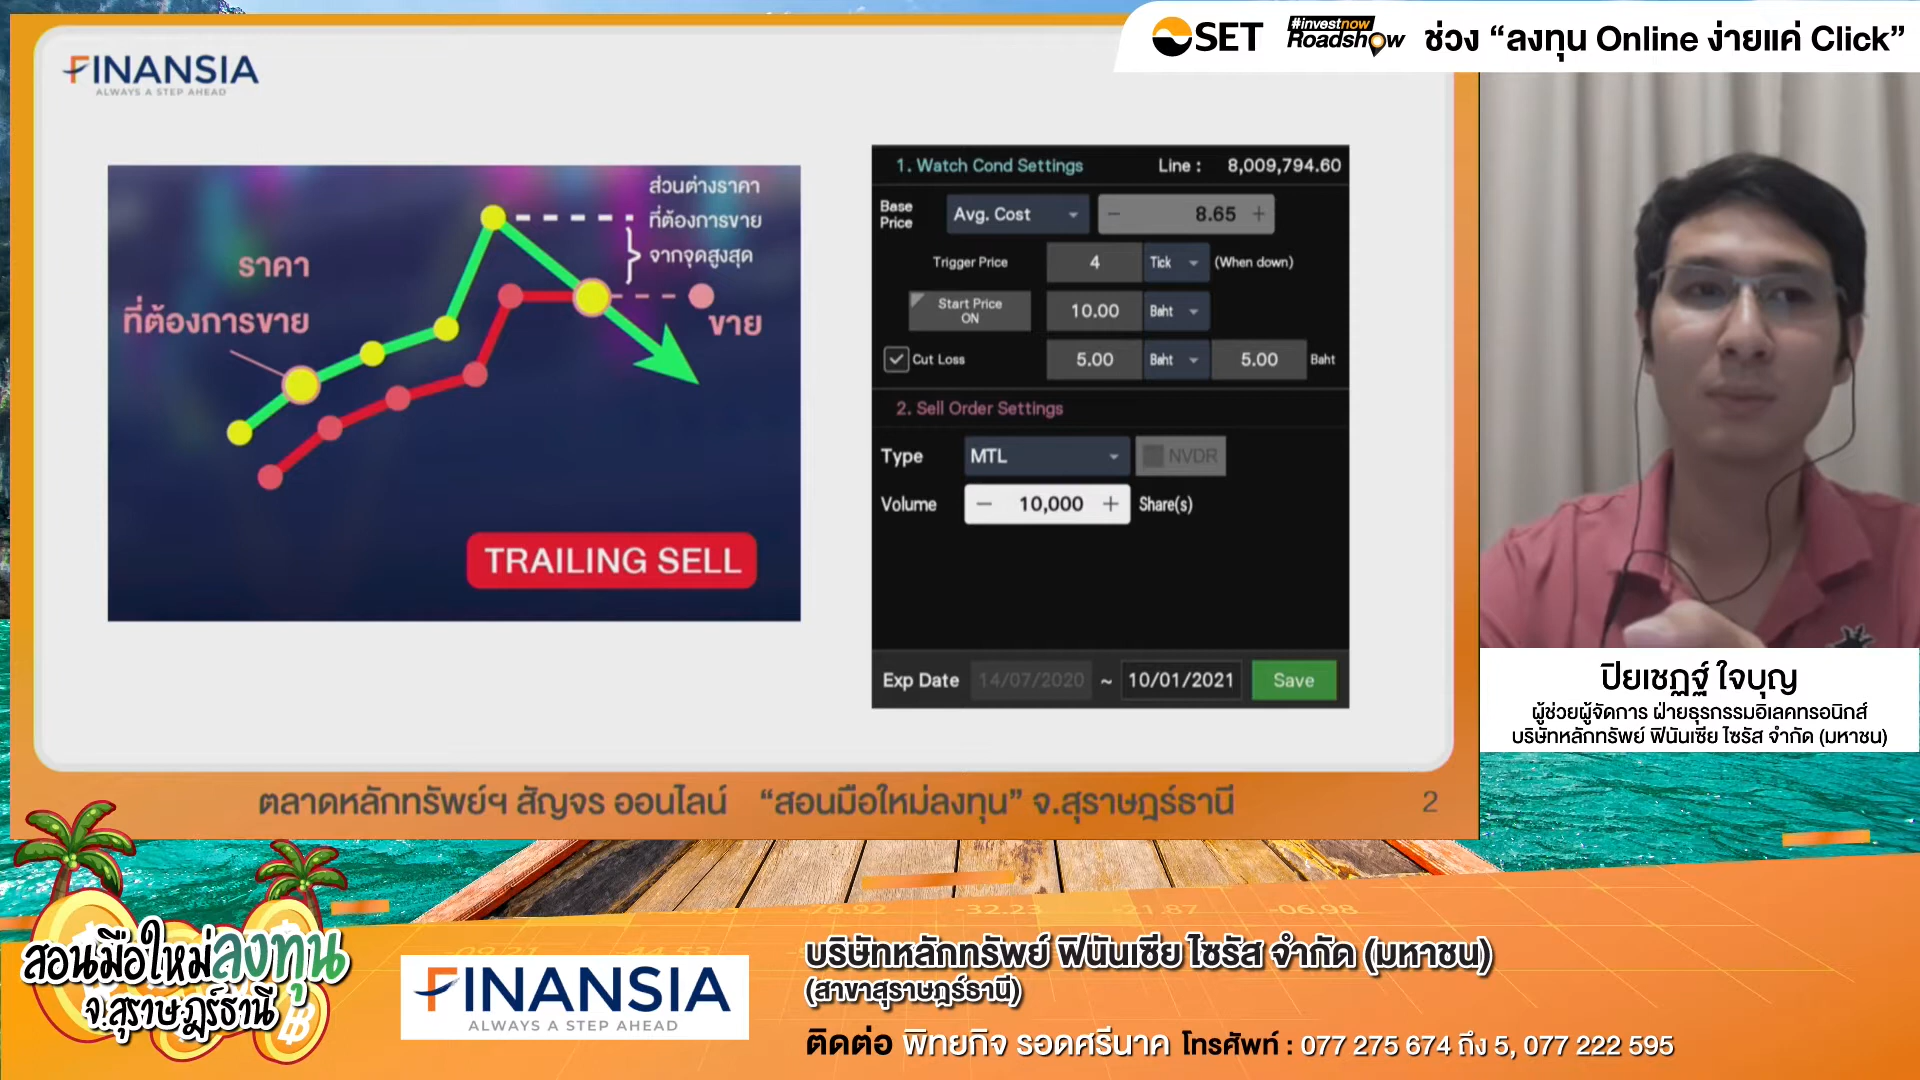 SET #investnow Roadshow ช่วง “ลงทุน Online ง่ายแค่ Click”
FINANSIA
ALWAYS A STEP AHEAD
ส่วนต่างราคา
ที่ต้องการขาย
จากจุดสูงสุด
ราคา
ที่ต้องการขาย
ขาย
TRAILING SELL
1. Watch Cond Settings Line : 8,009,794.60
Base Price Avg. Cost − 8.65 +
Trigger Price 4 Tick (When down)
Start Price ON 10.00 Baht
Cut Loss 5.00 Baht 5.00 Baht
2. Sell Order Settings
Type MTL NVDR
Volume − 10,000 + Share(s)
Exp Date 14/07/2020 ~ 10/01/2021 Save
ปิยเชฏฐ์ ใจบุญ
ผู้ช่วยผู้จัดการ ฝ่ายธุรกรรมอิเลคทรอนิกส์
บริษัทหลักทรัพย์ ฟินันเซีย ไซรัส จำกัด (มหาชน)
ตลาดหลักทรัพย์ฯ สัญจร ออนไลน์ “สอนมือใหม่ลงทุน” จ.สุราษฎร์ธานี 2
-76.92 -32.23 -21.87 -06.98
สอนมือใหม่ลงทุน
จ.สุราษฎร์ธานี
FINANSIA
ALWAYS A STEP AHEAD
บริษัทหลักทรัพย์ ฟินันเซีย ไซรัส จำกัด (มหาชน)
(สาขาสุราษฎร์ธานี)
ติดต่อ พิทยกิจ รอดศรีนาค โทรศัพท์ : 077 275 674 ถึง 5, 077 222 595